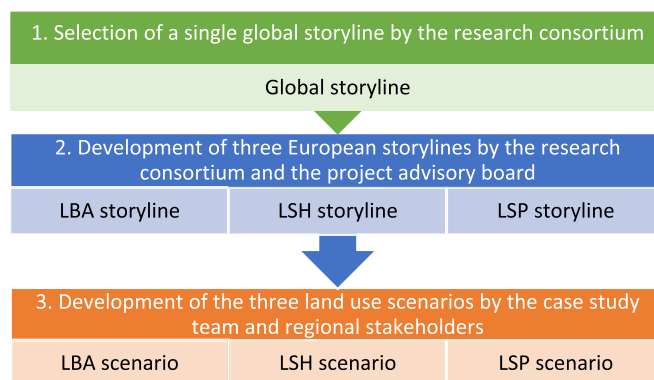 1. Selection of a single global storyline by the research consortium
Global storyline
2. Development of three European storylines by the research
consortium and the project advisory board
LBA storyline
LSH storyline
LSP storyline
3. Development of the three land use scenarios by the case study
team and regional stakeholders
LBA scenario
LSH scenario
LSP scenario